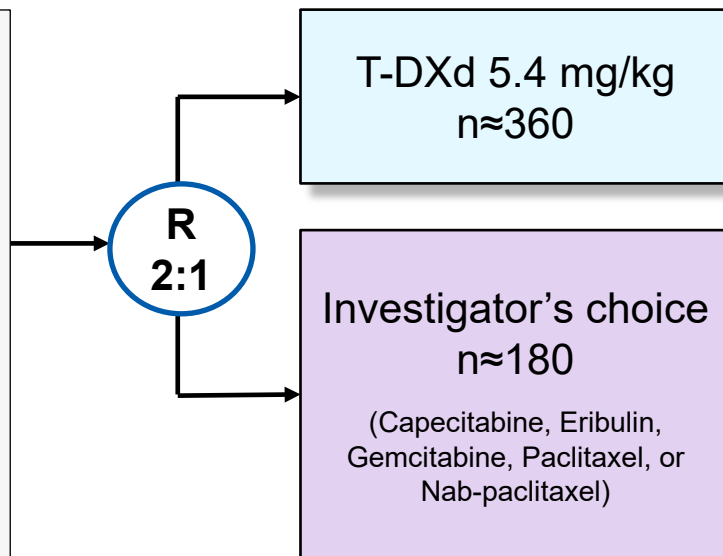 T-DXd 5.4 mg/kg
n≈360
R
2:1
Investigator’s choice
n≈180
(Capecitabine, Eribulin,
Gemcitabine, Paclitaxel, or
Nab-paclitaxel)